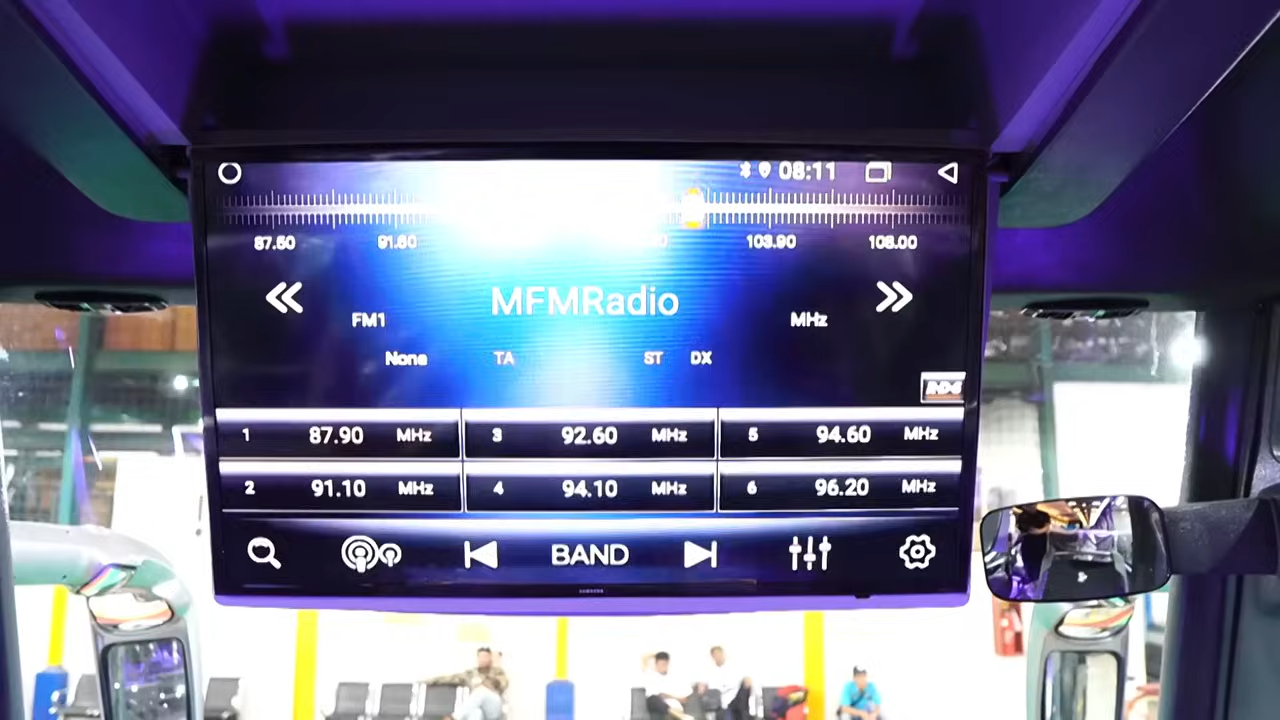 08:11
87.50 91.60 103.90 108.00
MFMRadio
FM1 MHz
None TA ST DX
RDS
1 87.90 MHz 3 92.60 MHz 5 94.60 MHz
2 91.10 MHz 4 94.10 MHz 6 96.20 MHz
BAND
SAMSUNG